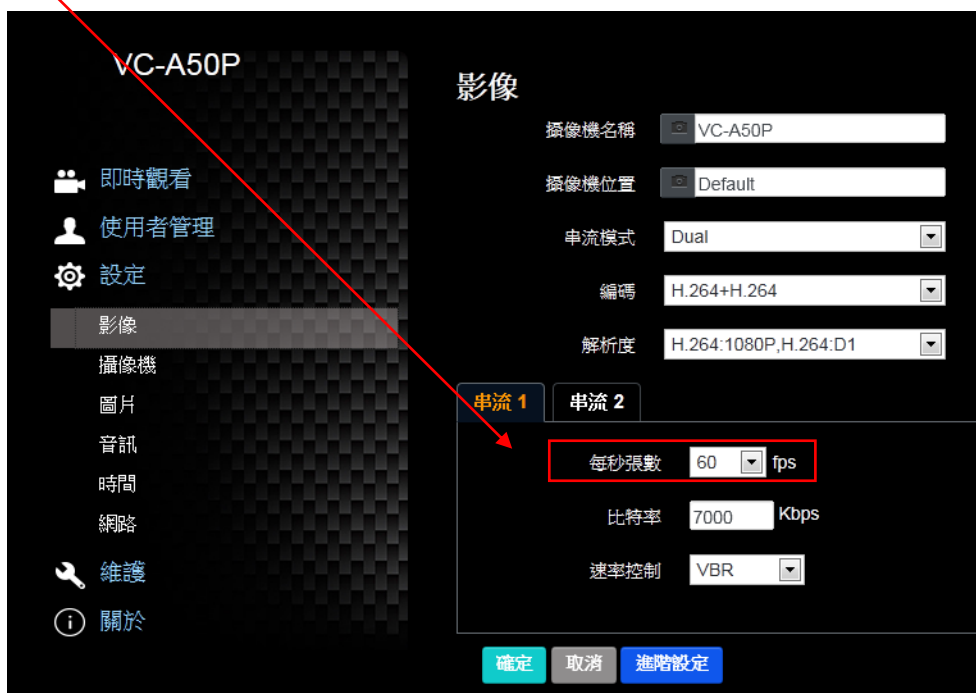 VC-A50P
即時觀看
使用者管理
設定
影像
攝像機
圖片
音訊
時間
網路
維護
關於
影像
攝像機名稱 VC-A50P
攝像機位置 Default
串流模式 Dual
編碼 H.264+H.264
解析度 H.264:1080P,H.264:D1
串流 1 串流 2
每秒張數 60 fps
比特率 7000 Kbps
速率控制 VBR
確定 取消 進階設定